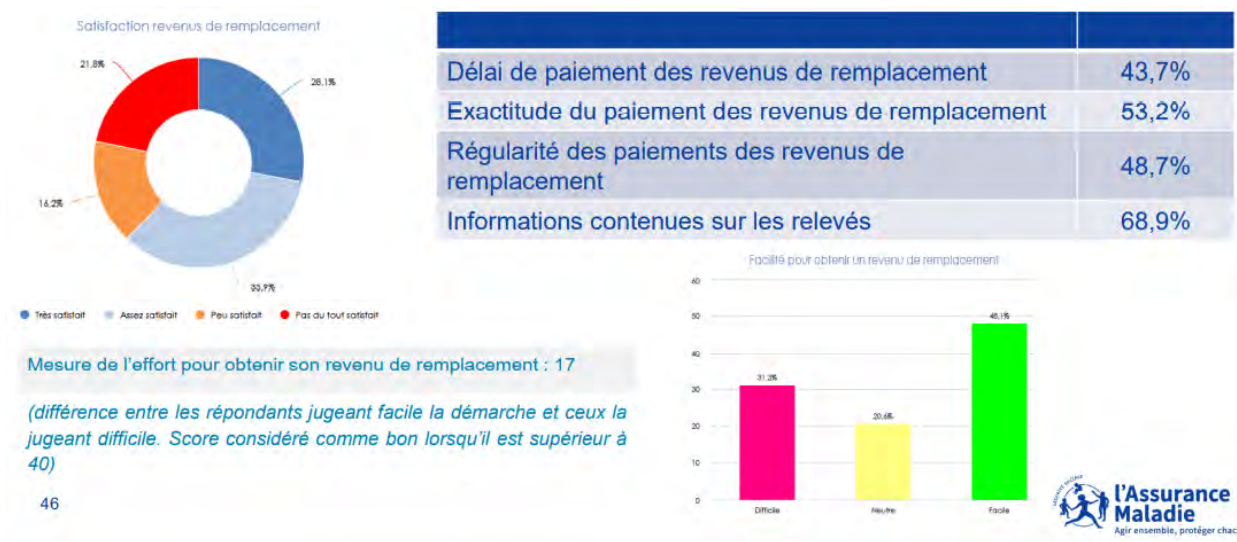 Satisfaction revenus de remplacement
21,8%
28,1%
16,2%
33,9%
Très satisfait
Assez satisfait
Peu satisfait
Pas du tout satisfait
Délai de paiement des revenus de remplacement 43,7%
Exactitude du paiement des revenus de remplacement 53,2%
Régularité des paiements des revenus de
remplacement 48,7%
Informations contenues sur les relevés 68,9%
Mesure de l'effort pour obtenir son revenu de remplacement : 17
(différence entre les répondants jugeant facile la démarche et ceux la
jugeant difficile. Score considéré comme bon lorsqu'il est supérieur à
40)
46
Facilité pour obtenir un revenu de remplacement
60
50
40
30
20
10
0
31,2%
20,6%
48,1%
Difficile
Neutre
Facile
l'Assurance
Maladie
Agir ensemble, protéger chac